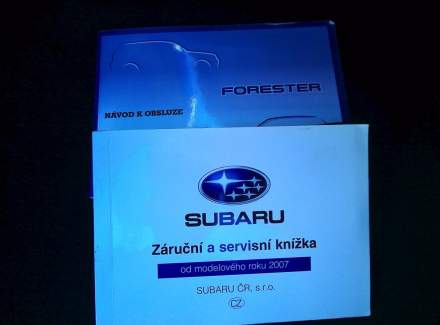 FORESTER
NÁVOD K OBSLUZE
SUBARU
Záruční a servisní knížka
od modelového roku 2007
SUBARU ČR, s.r.o.
CZ